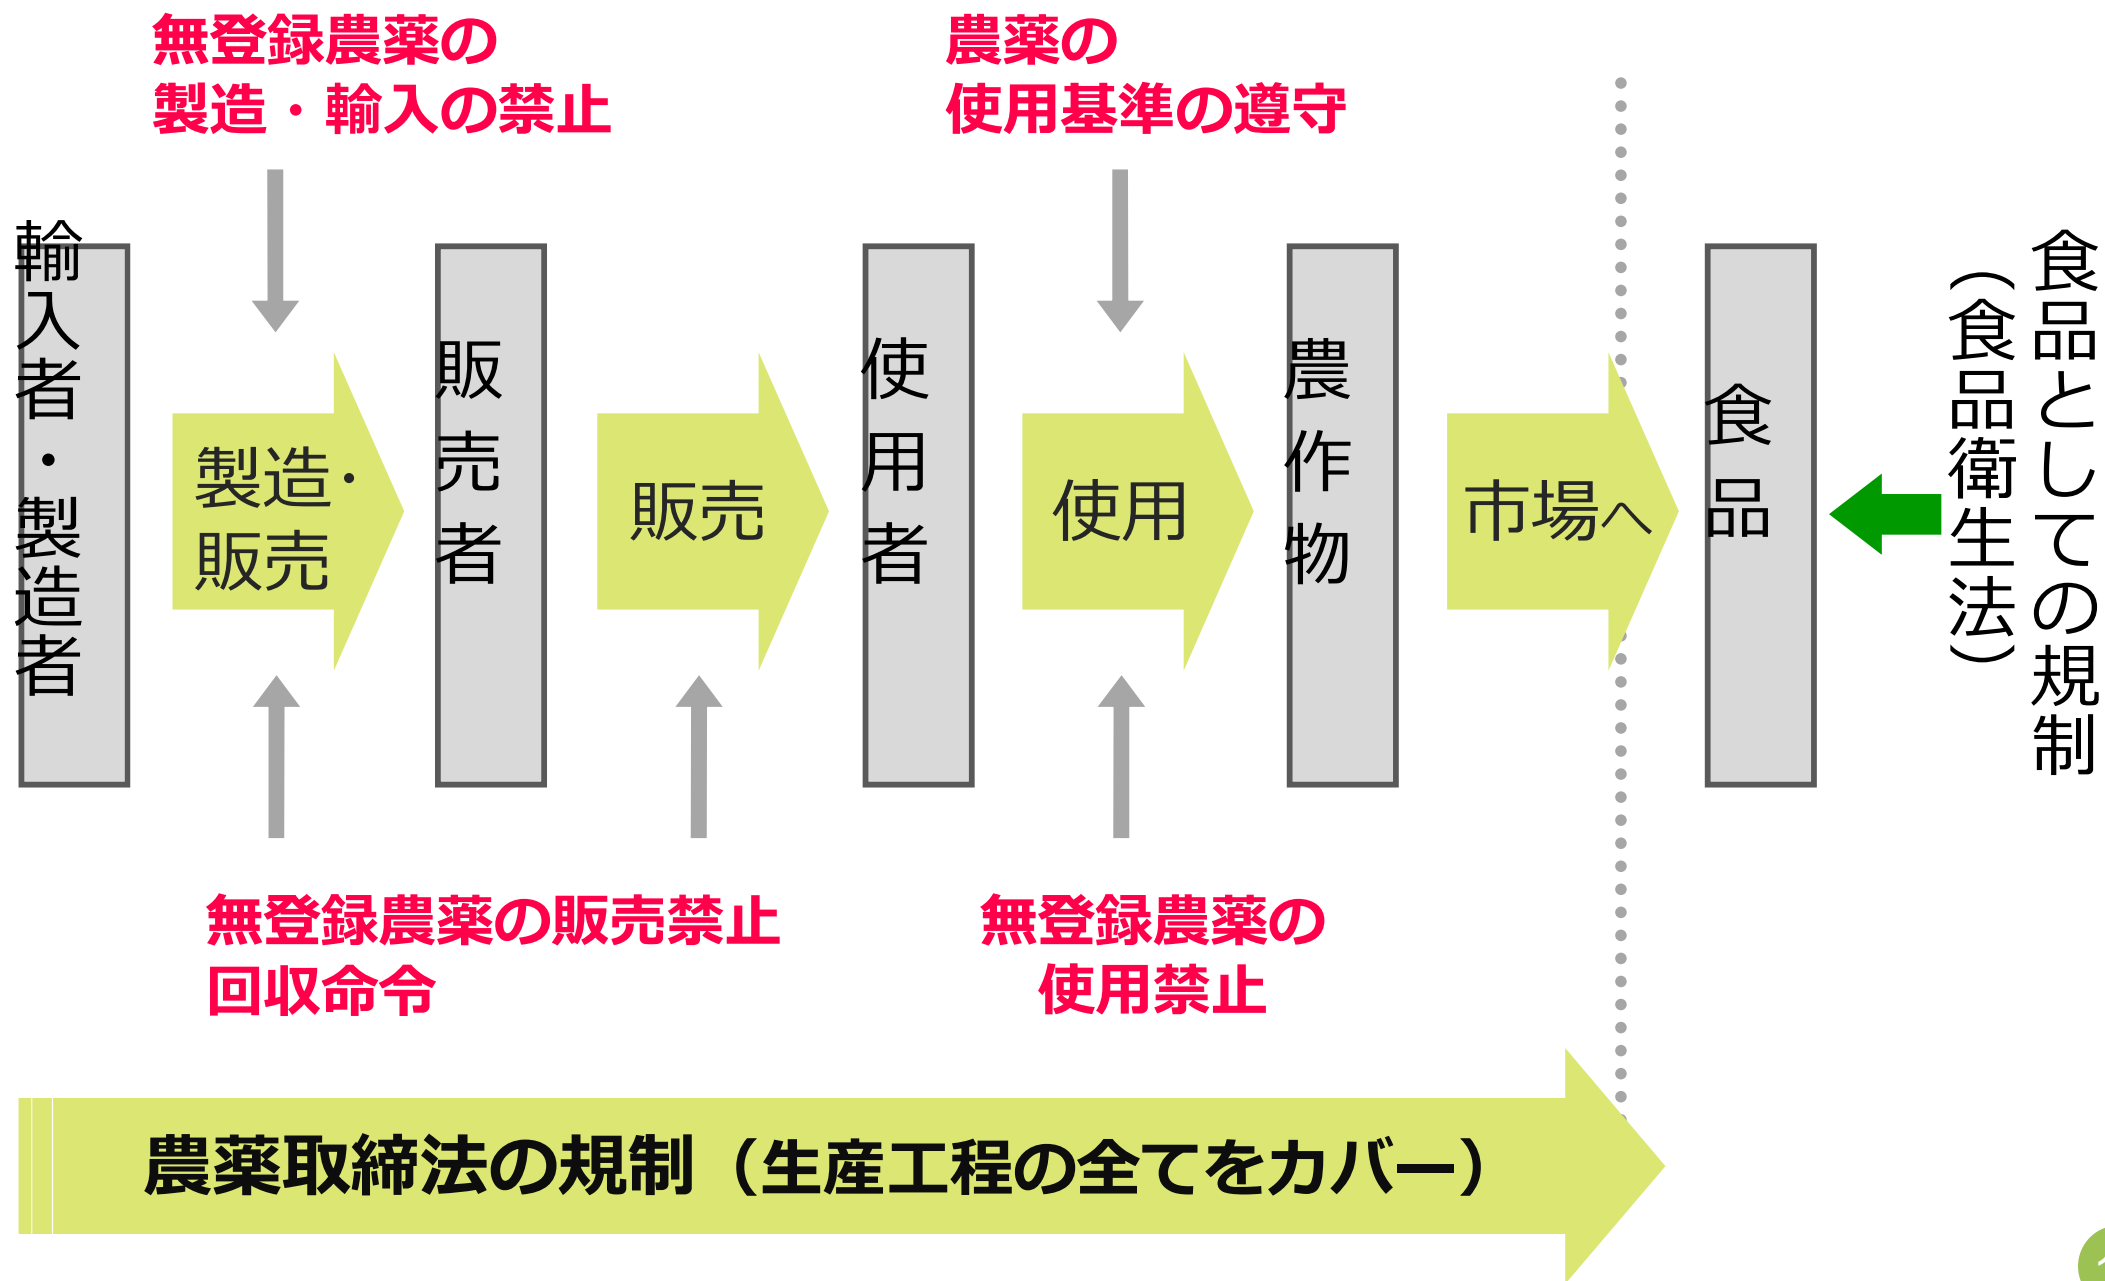 無登録農薬の
製造・輸入の禁止
農薬の
使用基準の遵守
輸入者・製造者
製造・
販売
販売者
販売
使用者
使用
農作物
市場へ
食品
食品としての規制
（食品衛生法）
無登録農薬の販売禁止
回収命令
無登録農薬の
使用禁止
農薬取締法の規制（生産工程の全てをカバー）